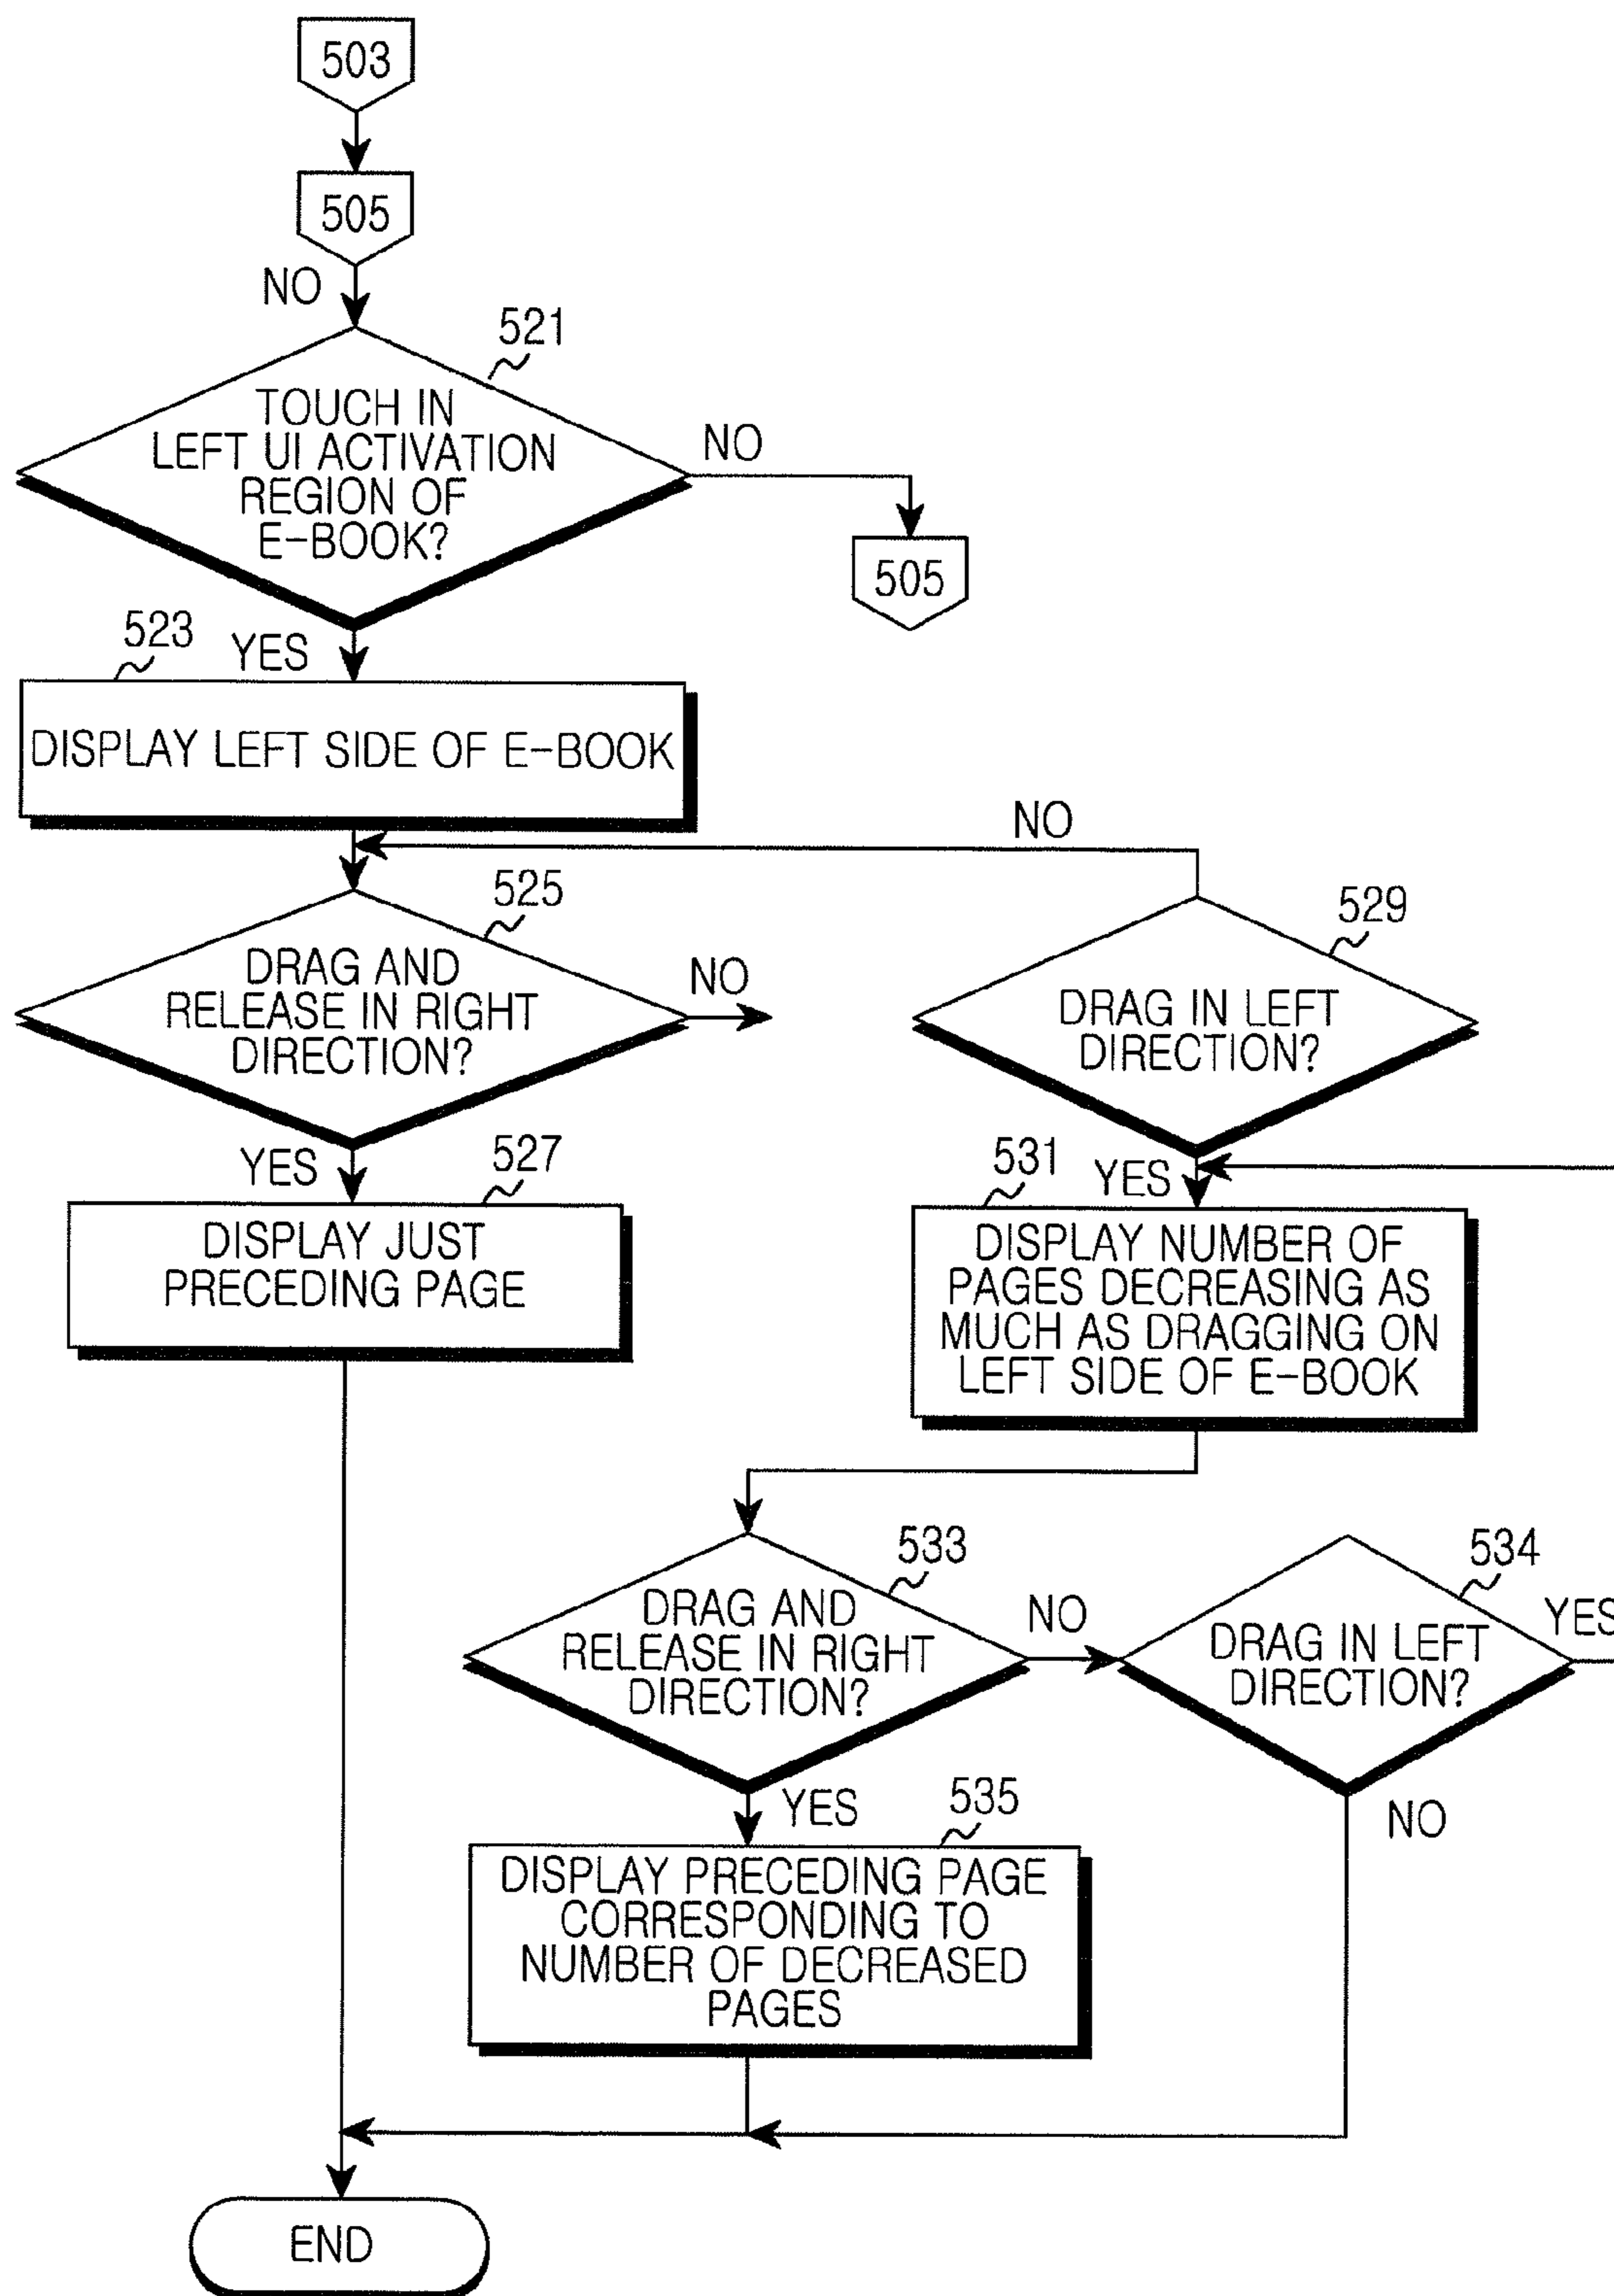 503
505
NO
521
TOUCH IN
LEFT UI ACTIVATION
REGION OF
E-BOOK?
NO
505
523
YES
DISPLAY LEFT SIDE OF E-BOOK
NO
525
DRAG AND
RELEASE IN RIGHT
DIRECTION?
NO
529
DRAG IN LEFT
DIRECTION?
YES
527
DISPLAY JUST
PRECEDING PAGE
531
YES
DISPLAY NUMBER OF
PAGES DECREASING AS
MUCH AS DRAGGING ON
LEFT SIDE OF E-BOOK
533
DRAG AND
RELEASE IN RIGHT
DIRECTION?
NO
534
DRAG IN LEFT
DIRECTION?
YES
YES
535
NO
DISPLAY PRECEDING PAGE
CORRESPONDING TO
NUMBER OF DECREASED
PAGES
END